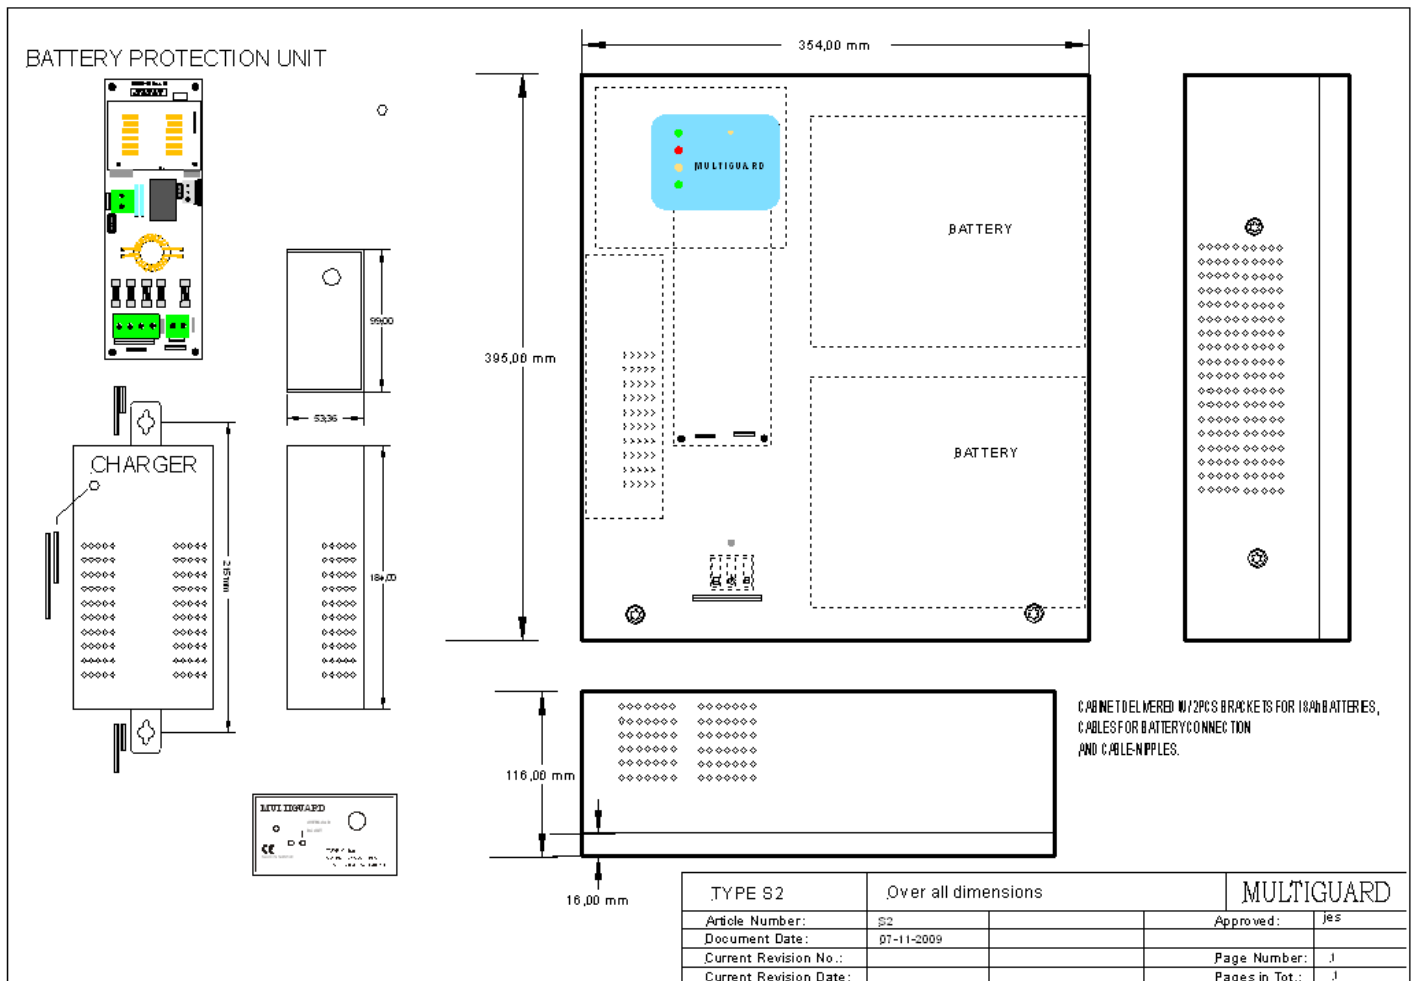 BATTERY PROTECTION UNIT
354,00 mm
MULTIGUARD
BATTERY
99,00
395,00 mm
53,36
BATTERY
CHARGER
215mm
184,00
CABINET DELIVERED W/ 2PCS BRACKETS FOR 18Ah BATTERIES,
CABLES FOR BATTERY CONNECTION
AND CABLE-NIPPLES.
116,00 mm
MULTIGUARD
CE
16,00 mm
TYPE S2 Over all dimensions MULTIGUARD
Article Number: S2 Approved: jes
Document Date: 07-11-2009
Current Revision No.: Page Number: 1
Current Revision Date: Pages in Tot.: 1